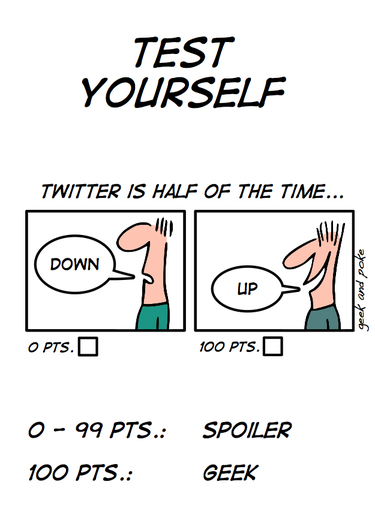 TEST
YOURSELF
TWITTER IS HALF OF THE TIME...
DOWN
UP
geek and poke
0 PTS.
100 PTS.
0 - 99 PTS.: SPOILER
100 PTS.: GEEK